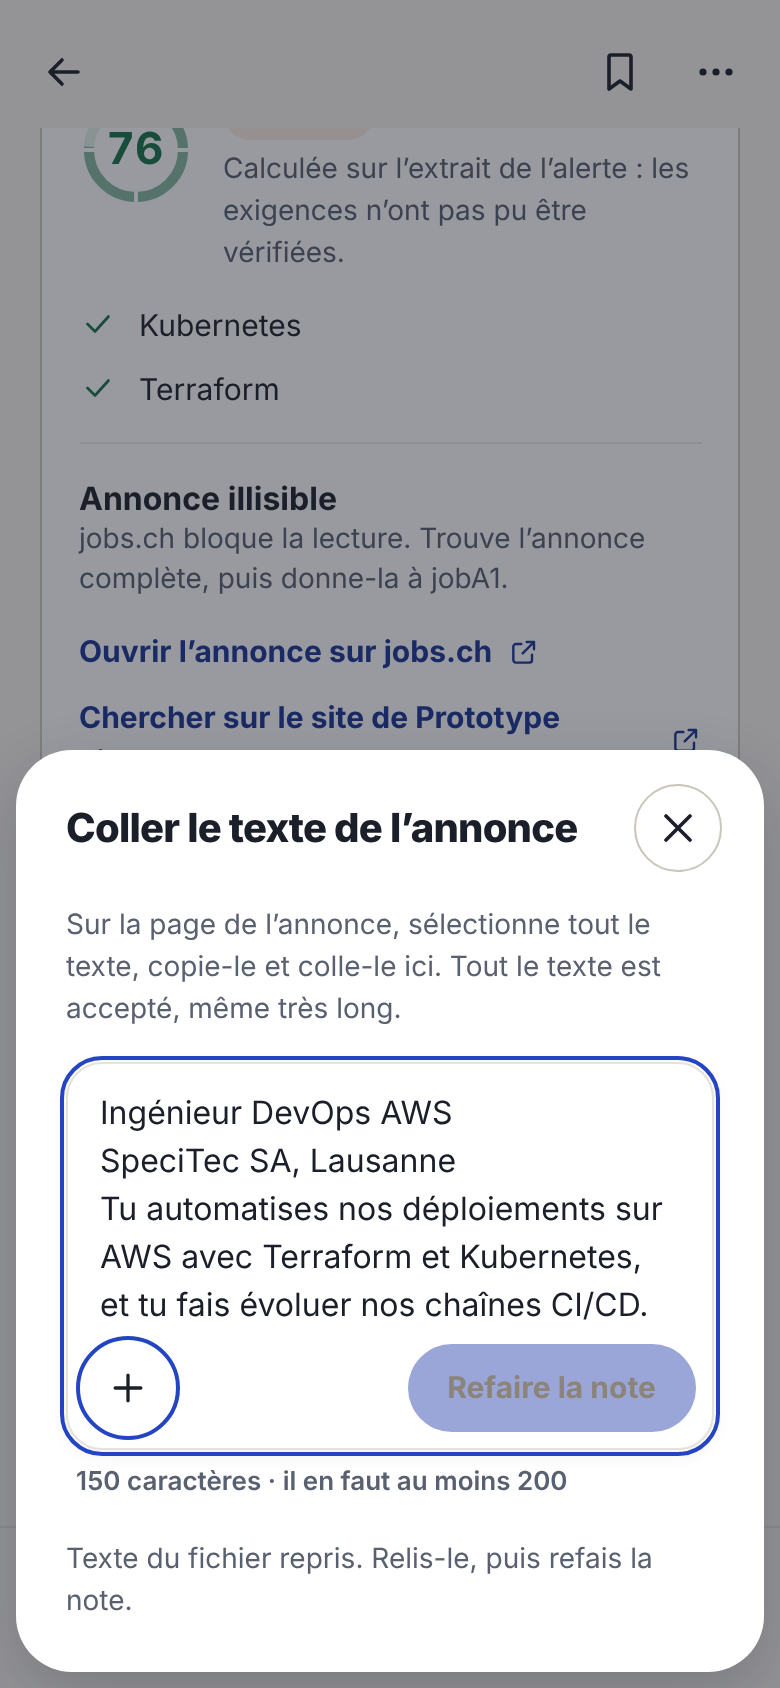 76
Calculée sur l’extrait de l’alerte : les
exigences n’ont pas pu être
vérifiées.
Kubernetes
Terraform
Annonce illisible
jobs.ch bloque la lecture. Trouve l’annonce
complète, puis donne-la à jobA1.
Ouvrir l’annonce sur jobs.ch
Chercher sur le site de Prototype
Coller le texte de l’annonce
Sur la page de l’annonce, sélectionne tout le
texte, copie-le et colle-le ici. Tout le texte est
accepté, même très long.
Ingénieur DevOps AWS
SpeciTec SA, Lausanne
Tu automatises nos déploiements sur
AWS avec Terraform et Kubernetes,
et tu fais évoluer nos chaînes CI/CD.
Refaire la note
150 caractères · il en faut au moins 200
Texte du fichier repris. Relis-le, puis refais la
note.